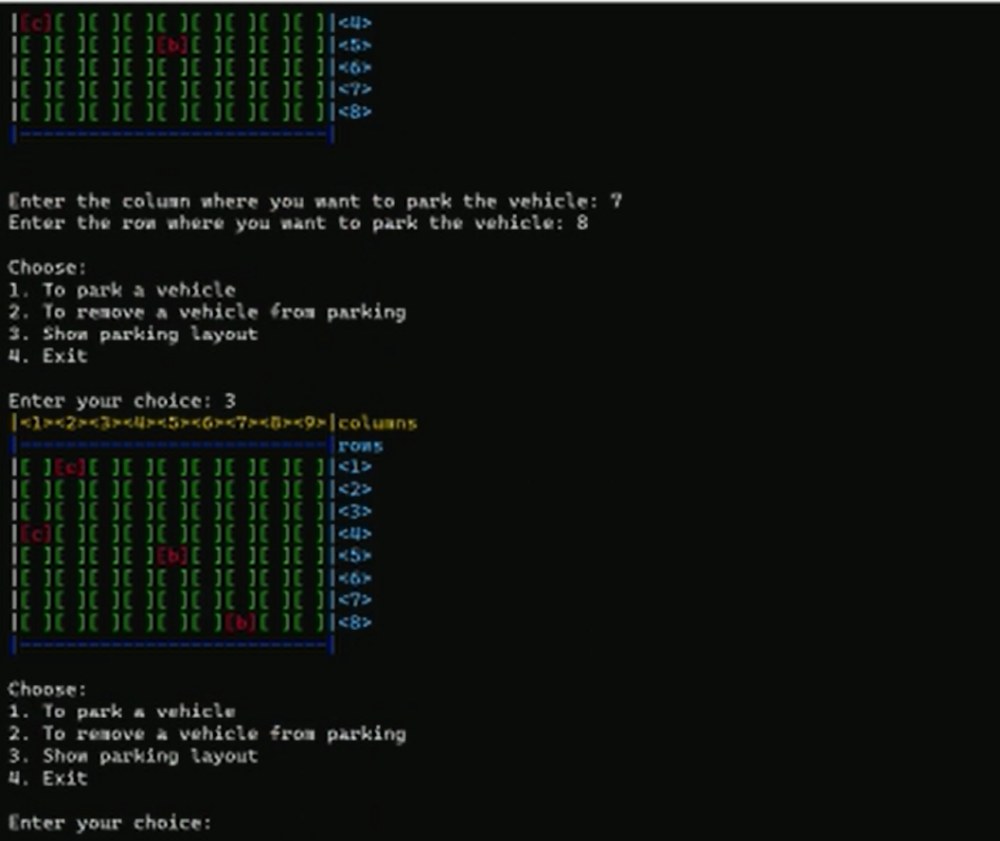 |[c][ ][ ][ ][ ][ ][ ][ ][ ]|<4>
|[ ][ ][ ][ ][b][ ][ ][ ][ ]|<5>
|[ ][ ][ ][ ][ ][ ][ ][ ][ ]|<6>
|[ ][ ][ ][ ][ ][ ][ ][ ][ ]|<7>
|[ ][ ][ ][ ][ ][ ][ ][ ][ ]|<8>
|---------------------------|
Enter the column where you want to park the vehicle: 7
Enter the row where you want to park the vehicle: 8
Choose:
1. To park a vehicle
2. To remove a vehicle from parking
3. Show parking layout
4. Exit
Enter your choice: 3
|<1><2><3><4><5><6><7><8><9>|columns
|---------------------------|rows
|[ ][c][ ][ ][ ][ ][ ][ ][ ]|<1>
|[ ][ ][ ][ ][ ][ ][ ][ ][ ]|<2>
|[ ][ ][ ][ ][ ][ ][ ][ ][ ]|<3>
|[c][ ][ ][ ][ ][ ][ ][ ][ ]|<4>
|[ ][ ][ ][ ][b][ ][ ][ ][ ]|<5>
|[ ][ ][ ][ ][ ][ ][ ][ ][ ]|<6>
|[ ][ ][ ][ ][ ][ ][ ][ ][ ]|<7>
|[ ][ ][ ][ ][ ][ ][b][ ][ ]|<8>
|---------------------------|
Choose:
1. To park a vehicle
2. To remove a vehicle from parking
3. Show parking layout
4. Exit
Enter your choice: